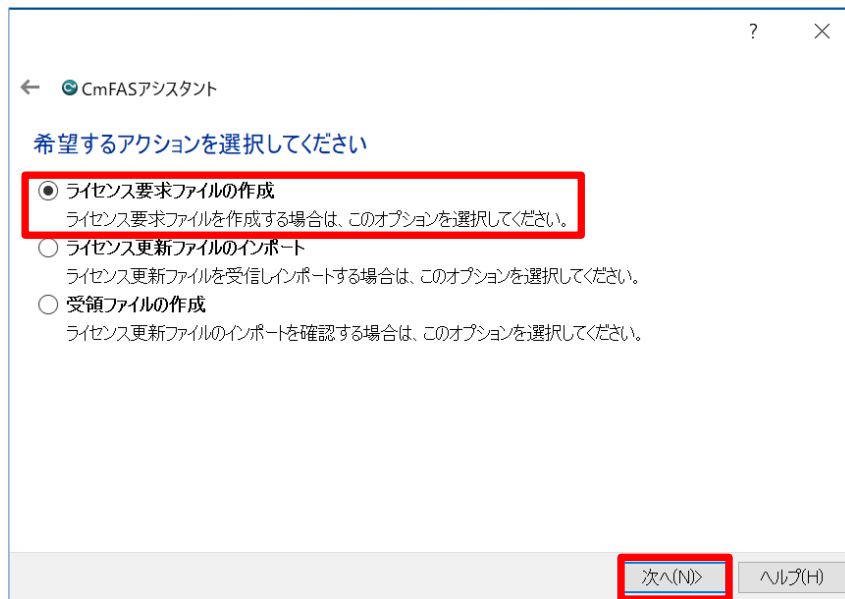 ?
CmFASアシスタント
希望するアクションを選択してください
ライセンス要求ファイルの作成
ライセンス要求ファイルを作成する場合は、このオプションを選択してください。
ライセンス更新ファイルのインポート
ライセンス更新ファイルを受信しインポートする場合は、このオプションを選択してください。
受領ファイルの作成
ライセンス更新ファイルのインポートを確認する場合は、このオプションを選択してください。
次へ(N)>
ヘルプ(H)